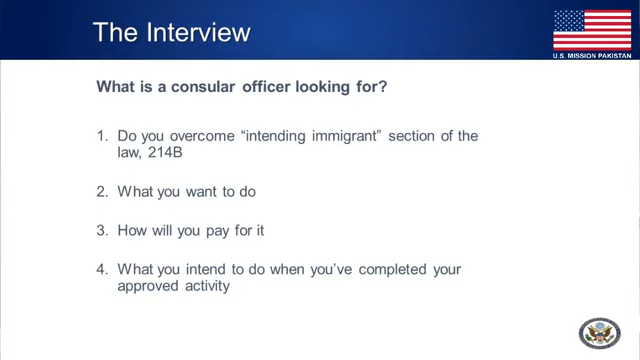 The Interview
U.S. MISSION PAKISTAN
What is a consular officer looking for?
1. Do you overcome “intending immigrant” section of the
law, 214B
2. What you want to do
3. How will you pay for it
4. What you intend to do when you’ve completed your
approved activity